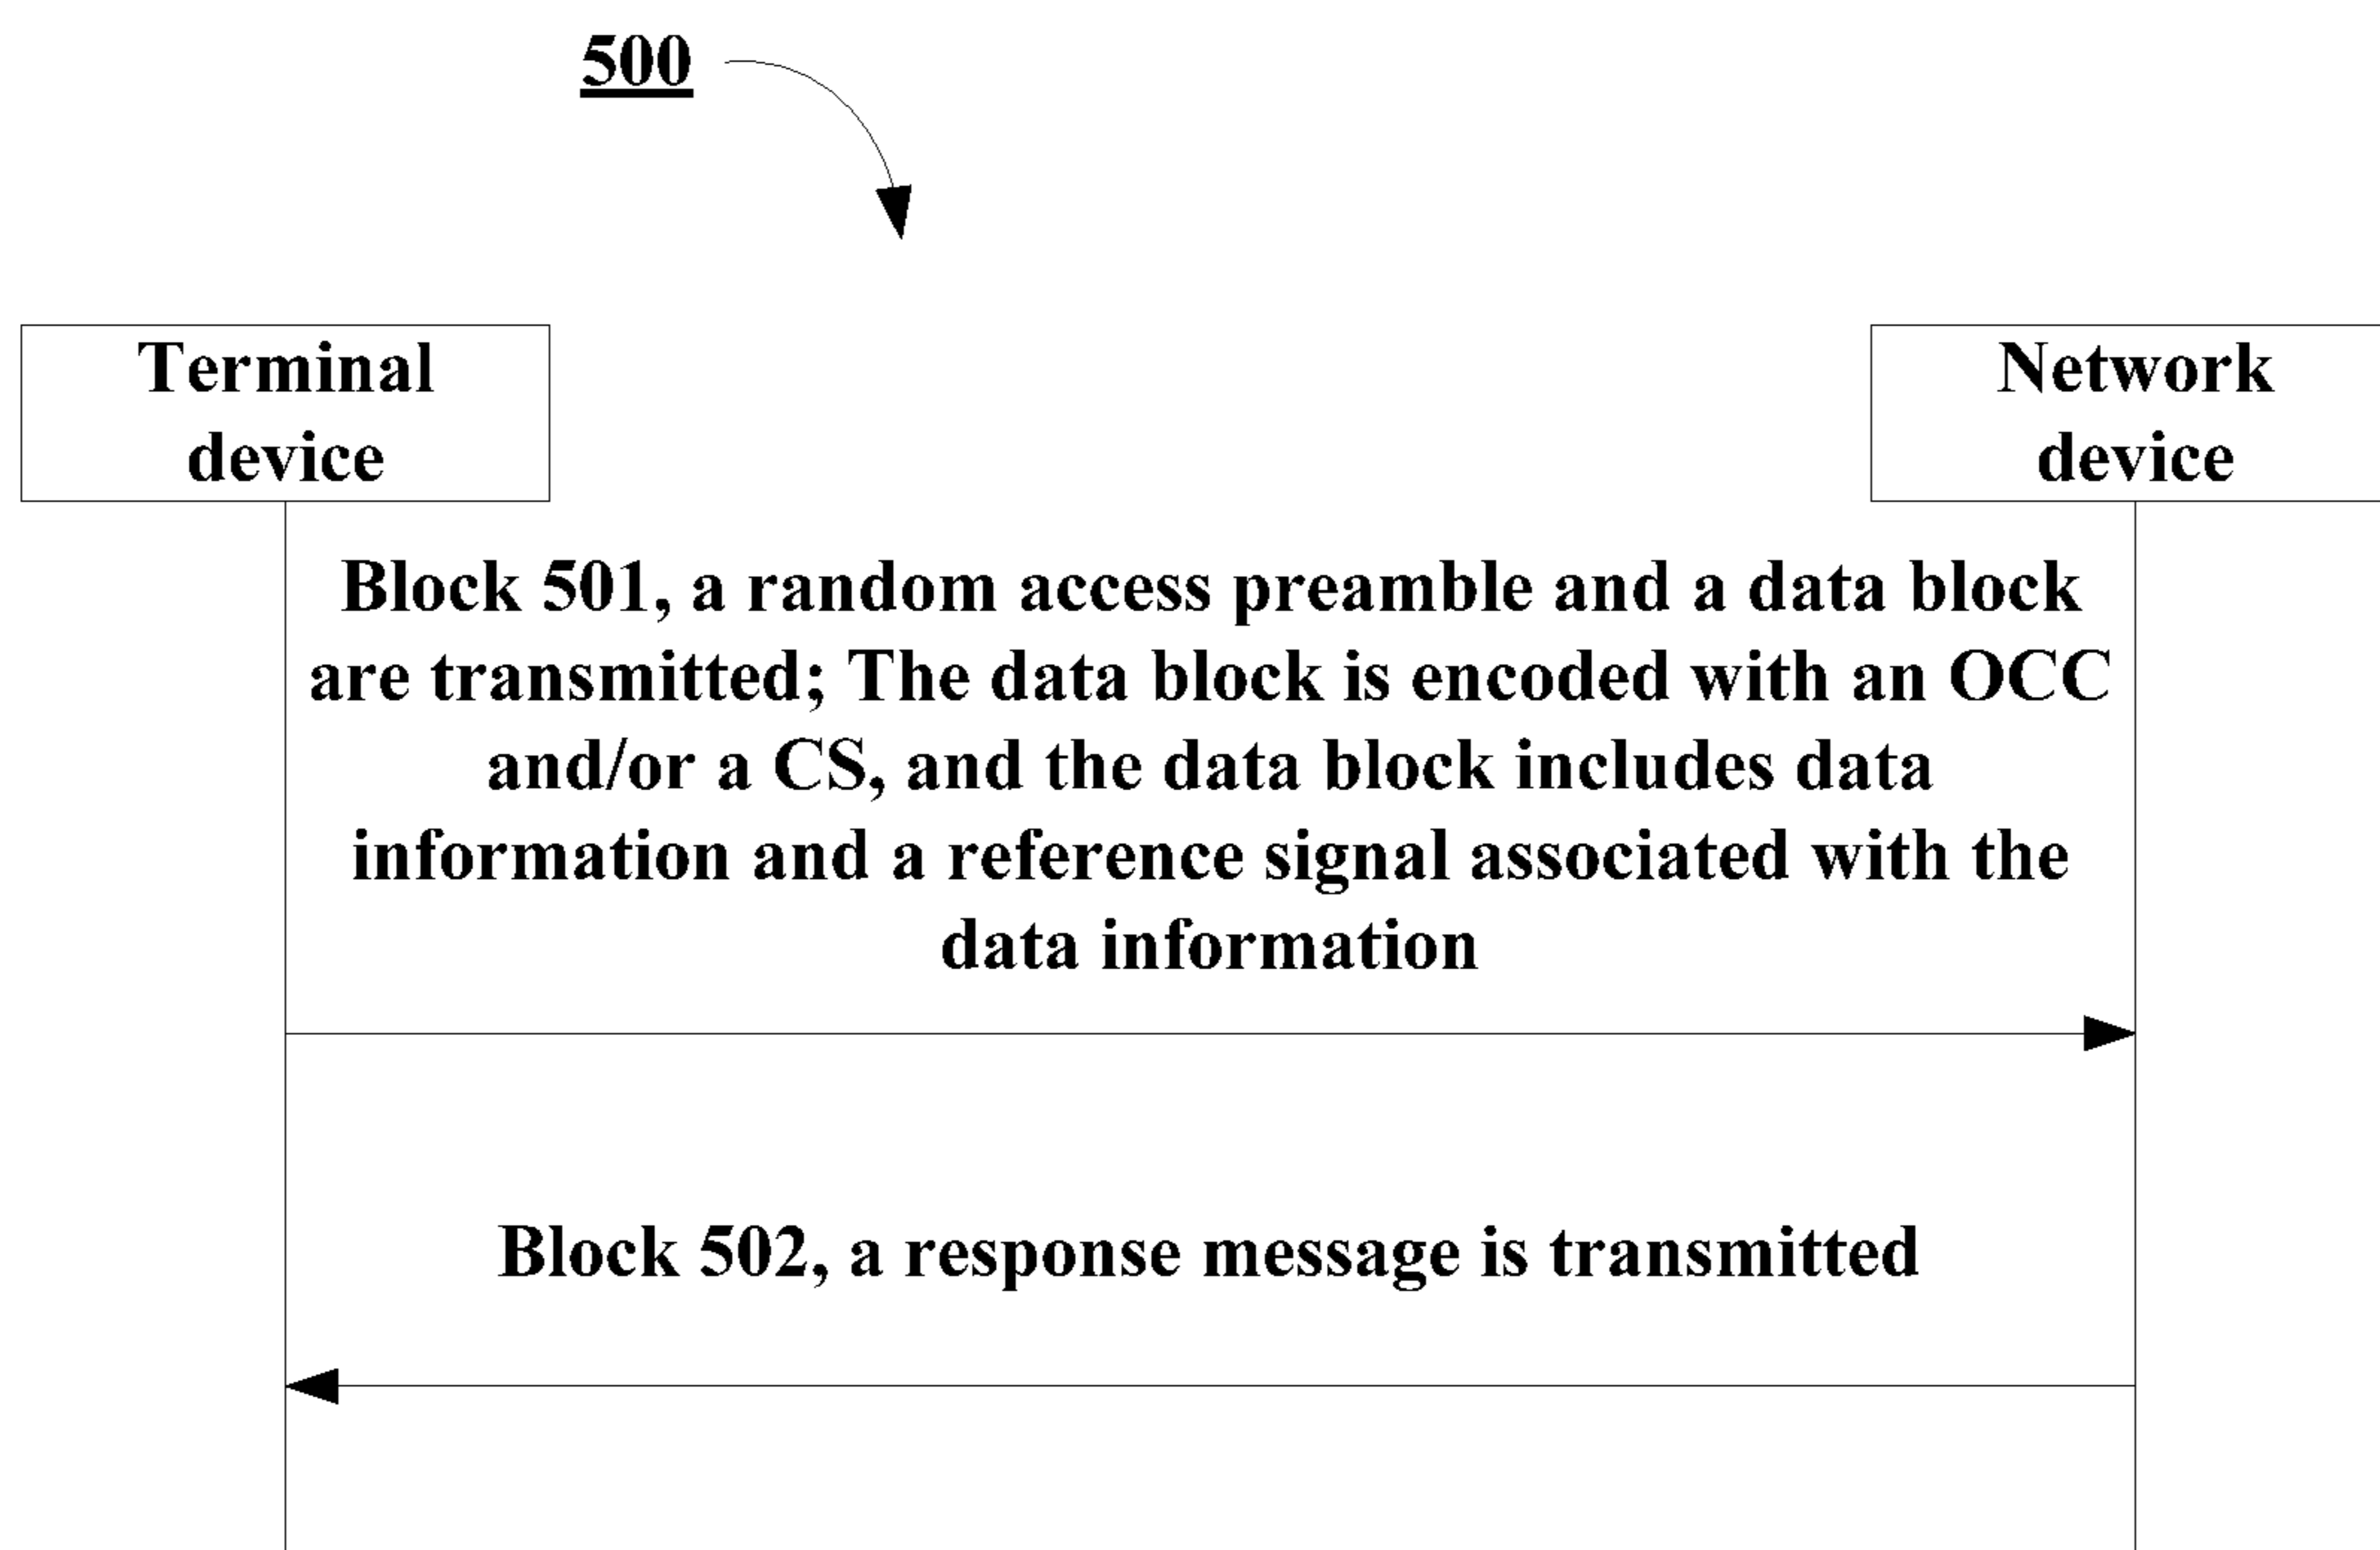 500
Terminal
device
Network
device
Block 501, a random access preamble and a data block
are transmitted; The data block is encoded with an OCC
and/or a CS, and the data block includes data
information and a reference signal associated with the
data information
Block 502, a response message is transmitted